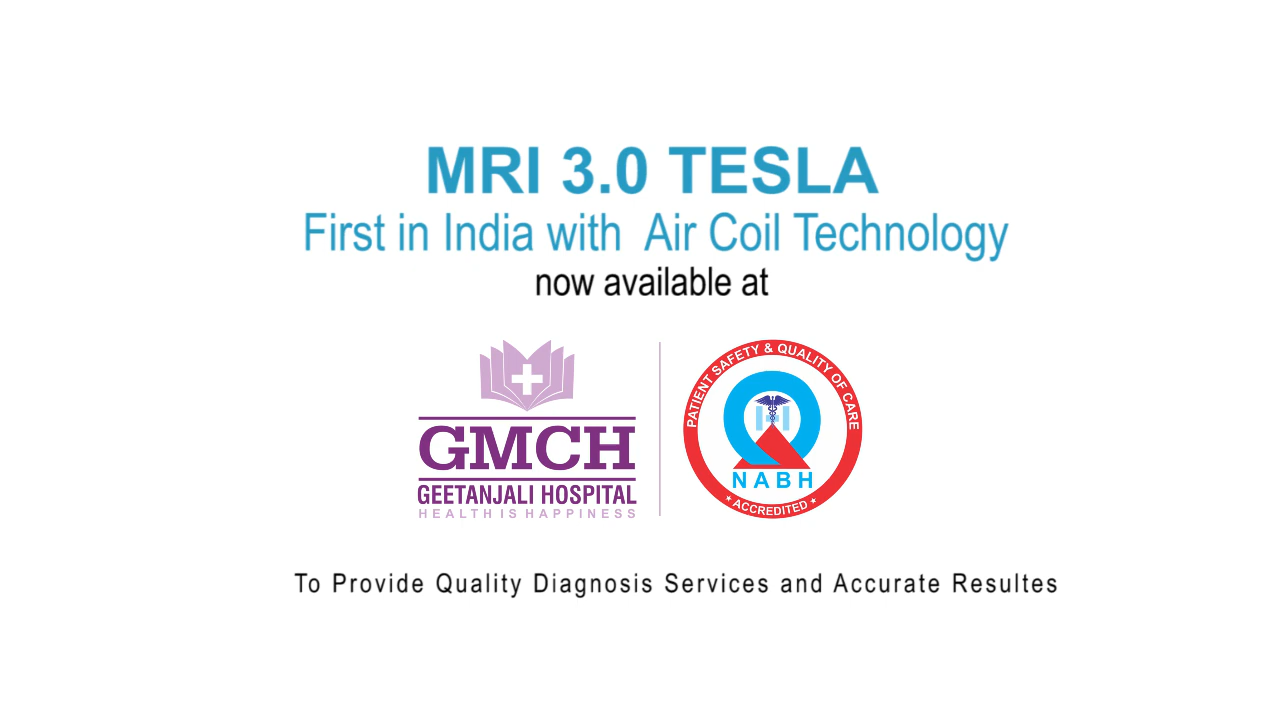 MRI 3.0 TESLA
First in India with Air Coil Technology
now available at
GMCH
GEETANJALI HOSPITAL
HEALTH IS HAPPINESS
PATIENT SAFETY & QUALITY OF CARE
H
NABH
* ACCREDITED *
To Provide Quality Diagnosis Services and Accurate Resultes